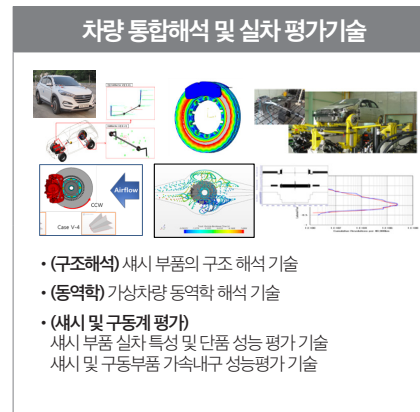 차량 통합해석 및 실차 평가기술
Airflow
CCW
Case V-4
• (구조해석) 섀시 부품의 구조 해석 기술
• (동역학) 가상차량 동역학 해석 기술
• (섀시 및 구동계 평가)
섀시 부품 실차 특성 및 단품 성능 평가 기술
섀시 및 구동부품 가속내구 성능평가 기술